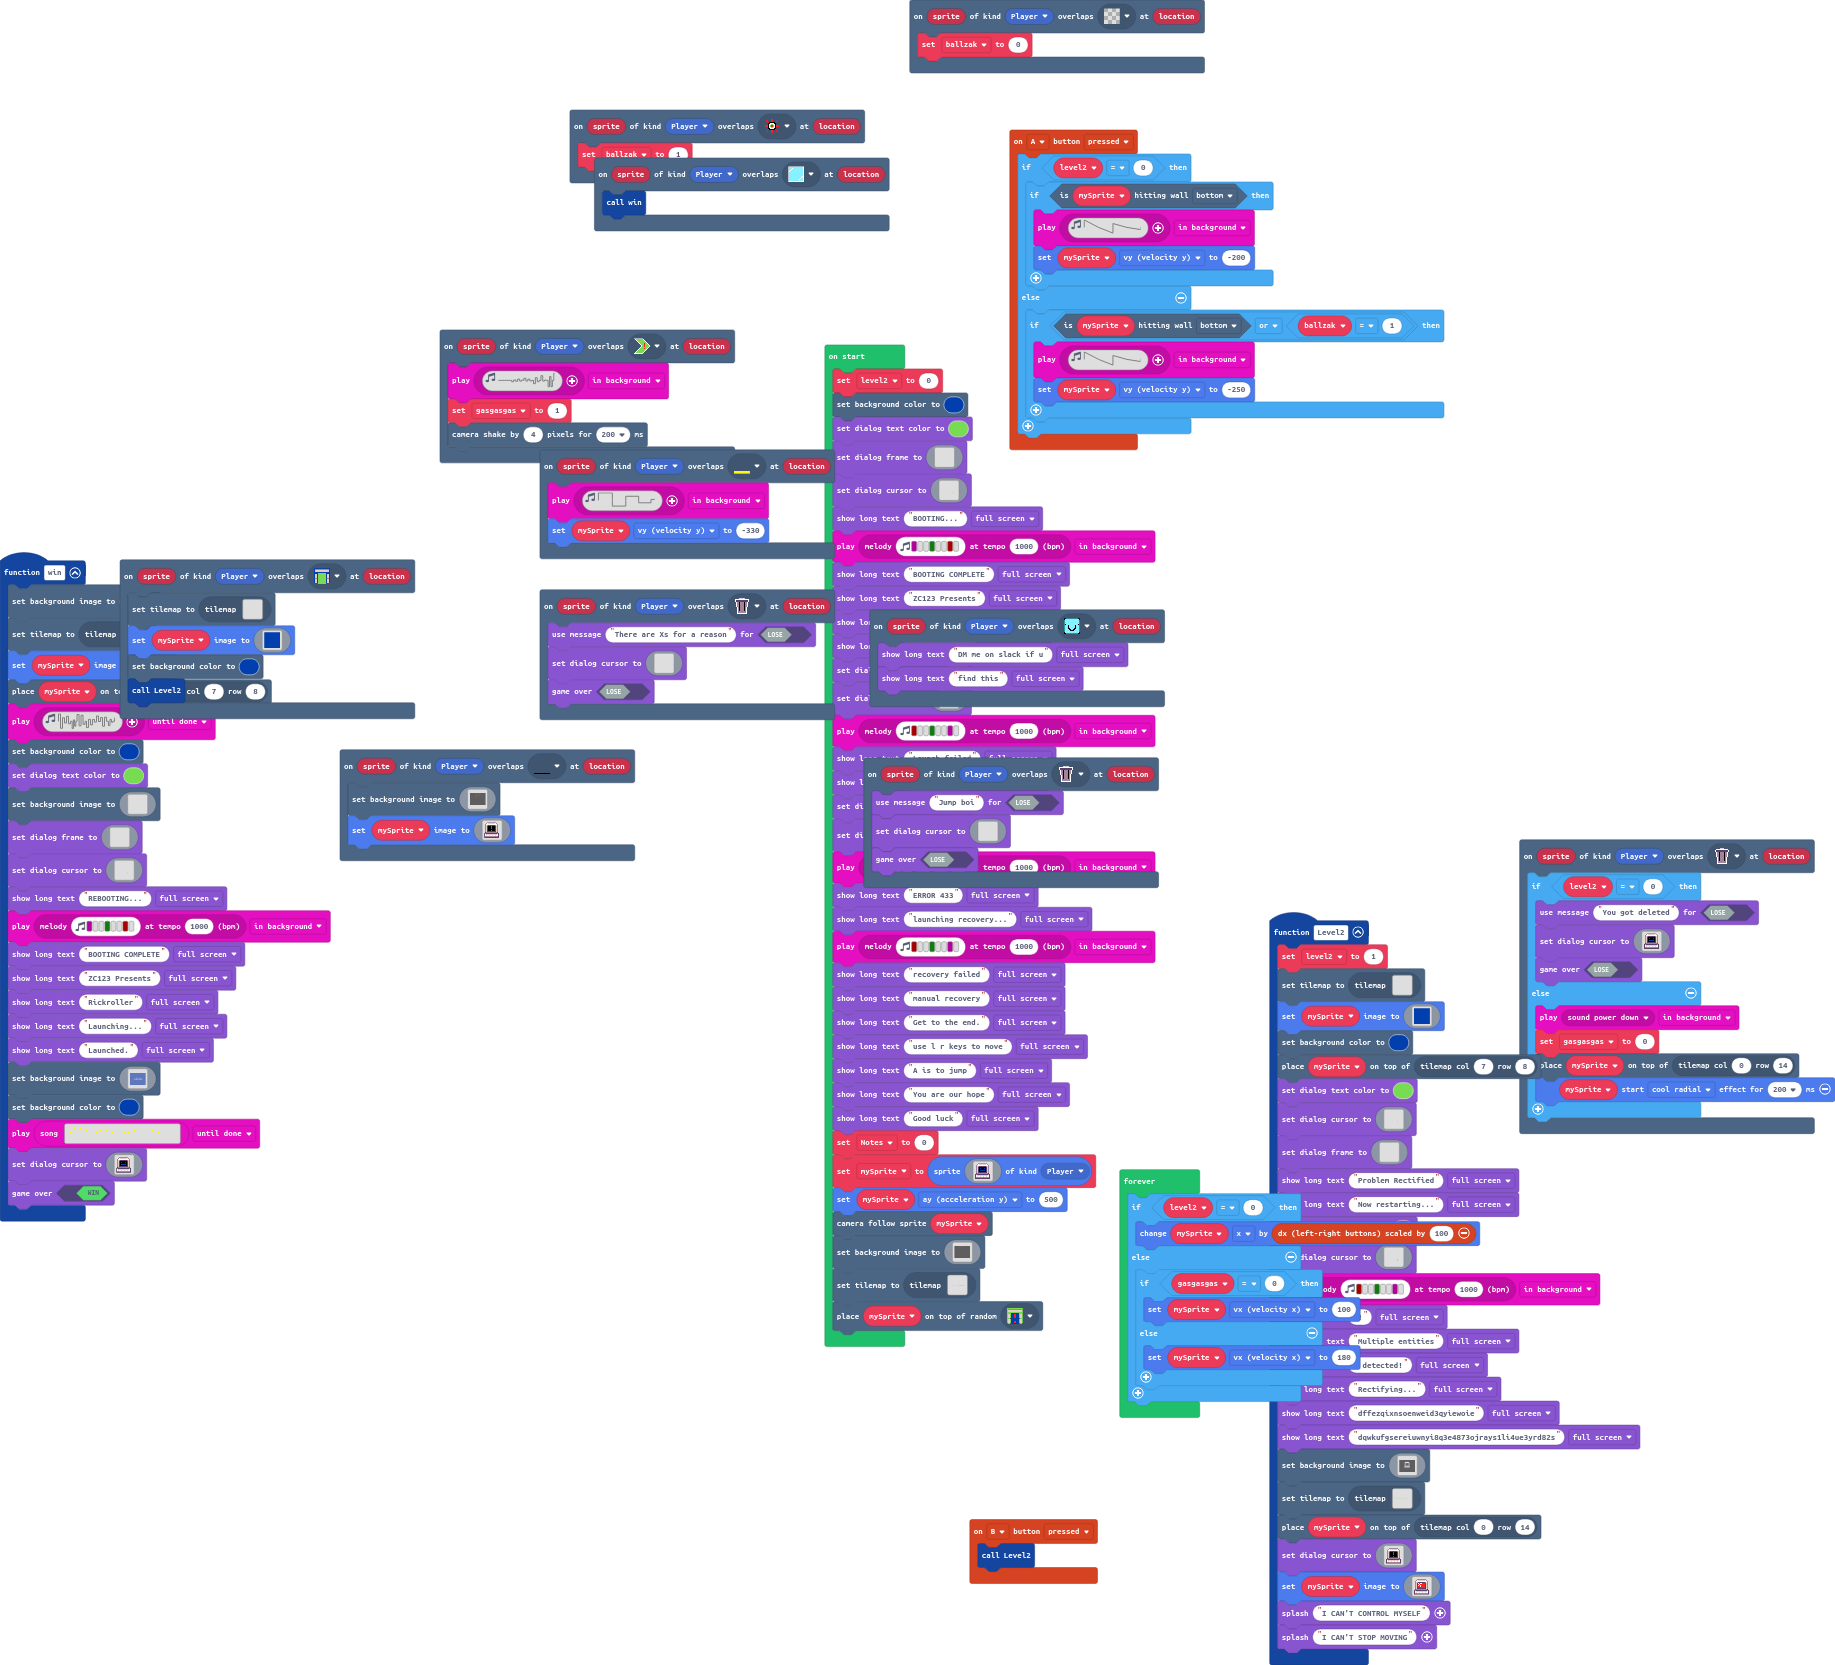 on sprite of kind Player overlaps at location
set ballzak to 0
on sprite of kind Player overlaps at location
set ballzak to 1
on sprite of kind Player overlaps at location
call win
on A button pressed
if level2 = 0 then
if is mySprite hitting wall bottom then
play in background
set mySprite vy (velocity y) to -200
else
if is mySprite hitting wall bottom or ballzak = 1 then
play in background
set mySprite vy (velocity y) to -250
on sprite of kind Player overlaps at location
play in background
set gasgasgas to 1
camera shake by 4 pixels for 200 ms
on sprite of kind Player overlaps at location
play in background
set mySprite vy (velocity y) to -330
on sprite of kind Player overlaps at location
use message "There are Xs for a reason" for LOSE
set dialog cursor to
game over LOSE
function win
set background image to
set tilemap to tilemap
set mySprite image
place mySprite on to
col 7 row 8
play until done
set background color to
set dialog text color to
set background image to
set dialog frame to
set dialog cursor to
show long text "REBOOTING..." full screen
play melody at tempo 1000 (bpm) in background
show long text "BOOTING COMPLETE" full screen
show long text "ZC123 Presents" full screen
show long text "Rickroller" full screen
show long text "Launching..." full screen
show long text "Launched." full screen
set background image to
set background color to
play song until done
set dialog cursor to
game over WIN
on sprite of kind Player overlaps at location
set tilemap to tilemap
set mySprite image to
set background color to
call Level2
on sprite of kind Player overlaps at location
set background image to
set mySprite image to
on start
set level2 to 0
set background color to
set dialog text color to
set dialog frame to
set dialog cursor to
show long text "BOOTING..." full screen
play melody at tempo 1000 (bpm) in background
show long text "BOOTING COMPLETE" full screen
show long text "ZC123 Presents" full screen
show lo
show lo
set dia
set dia
play melody at tempo 1000 (bpm) in background
show l
set di
set di
play tempo 1000 (bpm) in background
show long text "ERROR 433" full screen
show long text "launching recovery..." full screen
play melody at tempo 1000 (bpm) in background
show long text "recovery failed" full screen
show long text "manual recovery" full screen
show long text "Get to the end." full screen
show long text "use l r keys to move" full screen
show long text "A is to jump" full screen
show long text "You are our hope" full screen
show long text "Good luck" full screen
set Notes to 0
set mySprite to sprite of kind Player
set mySprite ay (acceleration y) to 500
camera follow sprite mySprite
set background image to
set tilemap to tilemap
place mySprite on top of random
on sprite of kind Player overlaps at location
show long text "DM me on slack if u" full screen
show long text "find this" full screen
on sprite of kind Player overlaps at location
use message "Jump boi" for LOSE
set dialog cursor to
game over LOSE
on sprite of kind Player overlaps at location
if level2 = 0 then
use message "You got deleted" for LOSE
set dialog cursor to
game over LOSE
else
play sound power down in background
set gasgasgas to 0
place mySprite on top of tilemap col 0 row 14
mySprite start cool radial effect for 200 ms
function Level2
set level2 to 1
set tilemap to tilemap
set mySprite image to
set background color to
place mySprite on top of tilemap col 7 row 8
set dialog text color to
set dialog cursor to
set dialog frame to
show long text "Problem Rectified" full screen
long text "Now restarting..." full screen
dialog cursor to
ody at tempo 1000 (bpm) in background
" full screen
text "Multiple entities" full screen
detected!" full screen
long text "Rectifying..." full screen
show long text "dffezqixnsoenweid3qyiewoie" full screen
show long text "dqwkufgsereiuwnyi8q3e4873ojrays1li4ue3yrd82s" full screen
set background image to
set tilemap to tilemap
place mySprite on top of tilemap col 0 row 14
set dialog cursor to
set mySprite image to
splash "I CAN'T CONTROL MYSELF"
splash "I CAN'T STOP MOVING"
forever
if level2 = 0 then
change mySprite x by dx (left-right buttons) scaled by 100
else
if gasgasgas = 0 then
set mySprite vx (velocity x) to 100
else
set mySprite vx (velocity x) to 180
on B button pressed
call Level2